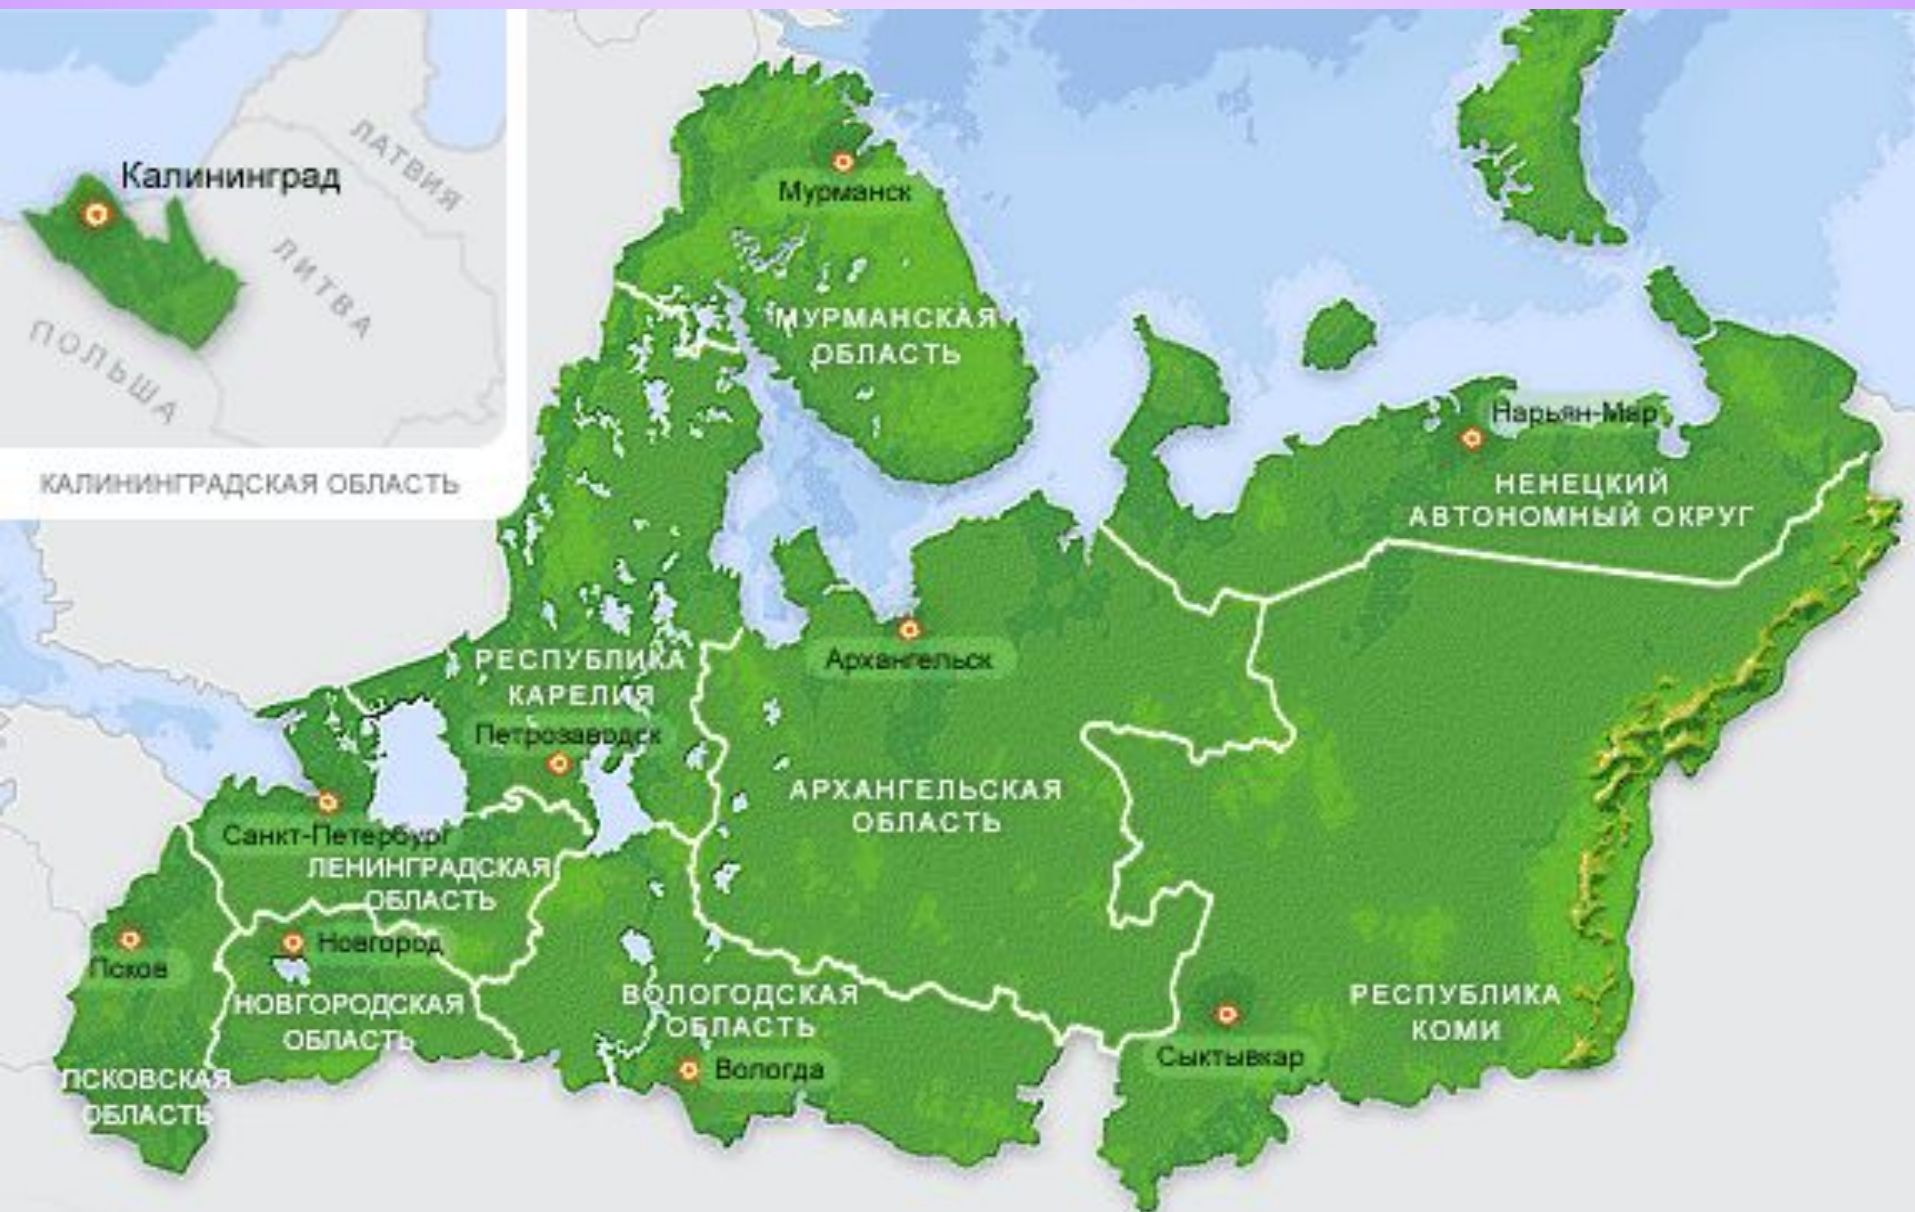 Калининград
ЛАТВИЯ
ЛИТВА
ПОЛЬША
КАЛИНИНГРАДСКАЯ ОБЛАСТЬ
Мурманск
МУРМАНСКАЯ
ОБЛАСТЬ
Нарьян-Мар
НЕНЕЦКИЙ
АВТОНОМНЫЙ ОКРУГ
Архангельск
РЕСПУБЛИКА
КАРЕЛИЯ
Петрозаводск
АРХАНГЕЛЬСКАЯ
ОБЛАСТЬ
Санкт-Петербург
ЛЕНИНГРАДСКАЯ
ОБЛАСТЬ
Псков
Новгород
НОВГОРОДСКАЯ
ОБЛАСТЬ
ВОЛОГОДСКАЯ
ОБЛАСТЬ
Вологда
РЕСПУБЛИКА
КОМИ
Сыктывкар
ПСКОВСКАЯ
ОБЛАСТЬ